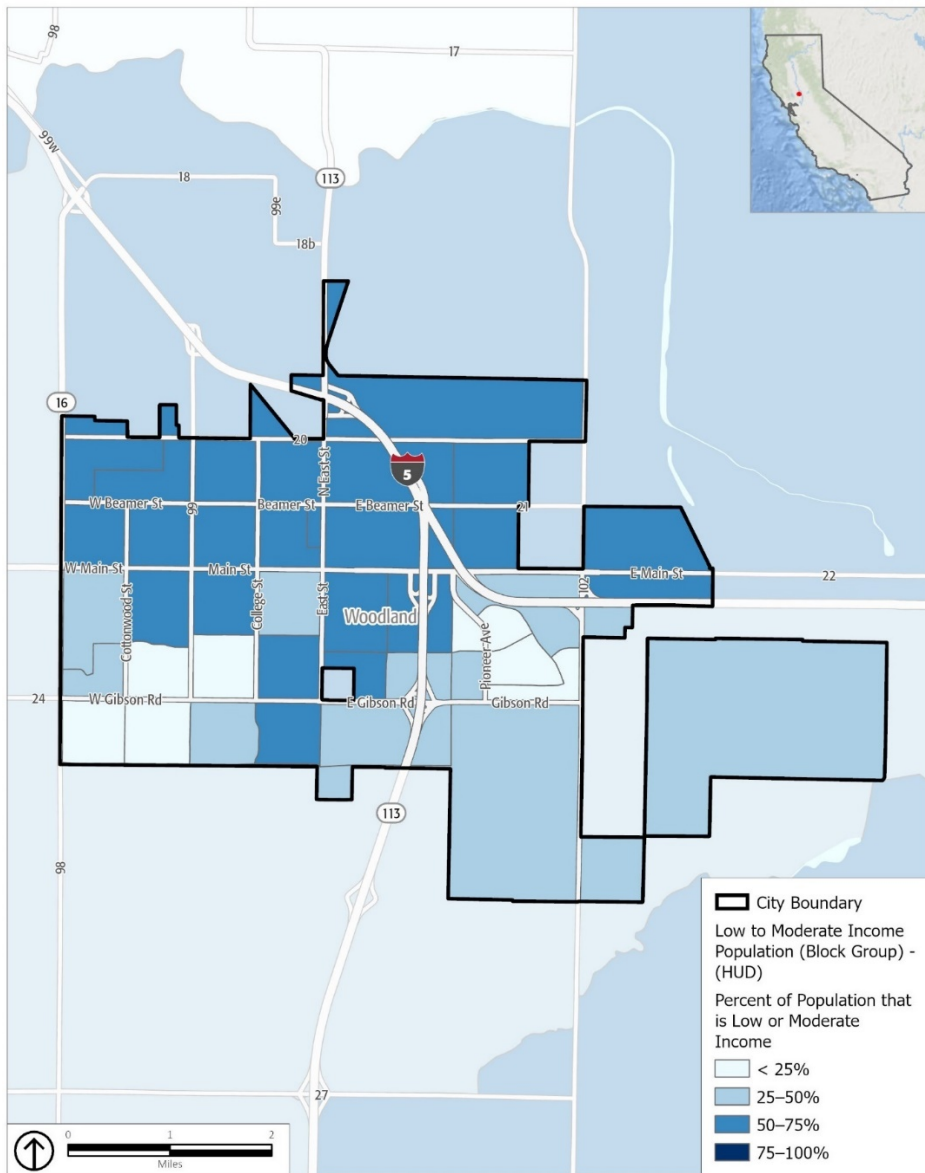 98
17
99W
18
113
99e
18b
16
20
N East St
5
W Beamer St
99
Beamer St
E Beamer St
21
W Main St
Main St
E Main St
22
102
Cottonwood St
College St
East St
Woodland
Pioneer Ave
24
W Gibson Rd
E Gibson Rd
Gibson Rd
113
98
27
City Boundary
Low to Moderate Income
Population (Block Group) -
(HUD)
Percent of Population that
is Low or Moderate
Income
< 25%
25–50%
50–75%
75–100%
0 1 2
Miles